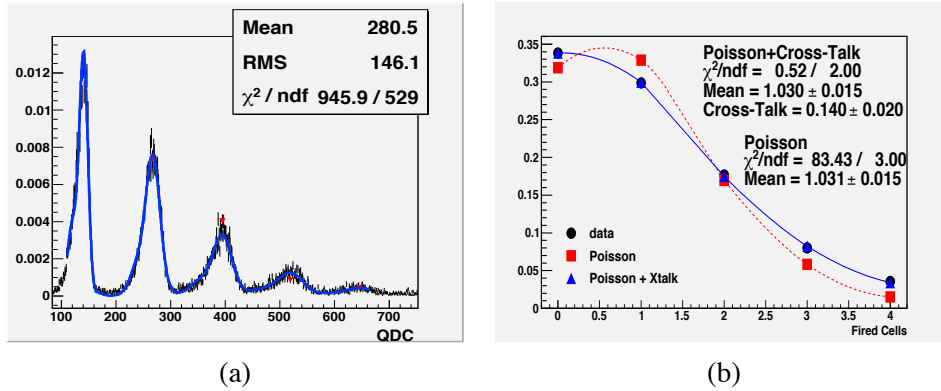 Mean 280.5
RMS 146.1
χ² / ndf 945.9 / 529
0.012
0.01
0.008
0.006
0.004
0.002
0
100 200 300 400 500 600 700
QDC
(a)
Poisson+Cross-Talk
χ²/ndf = 0.52 / 2.00
Mean = 1.030 ± 0.015
Cross-Talk = 0.140 ± 0.020
Poisson
χ²/ndf = 83.43 / 3.00
Mean = 1.031 ± 0.015
data
Poisson
Poisson + Xtalk
0.35
0.3
0.25
0.2
0.15
0.1
0.05
0
0 0.5 1 1.5 2 2.5 3 3.5 4
Fired Cells
(b)